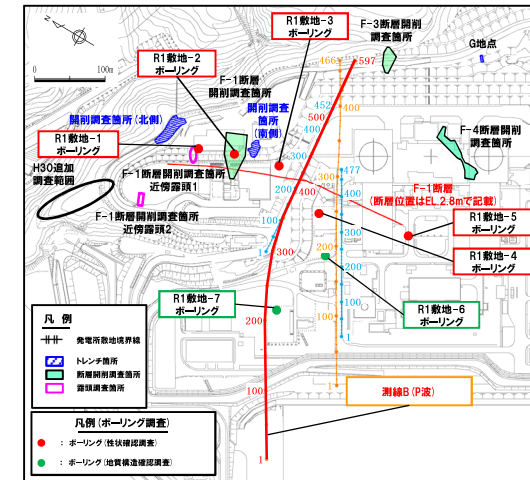 0 100m
R1敷地-3
ボーリング
F-3断層開削
調査箇所
G地点
R1敷地-2
ボーリング
F-1断層
開削調査箇所
466
597
400
452
500
400
開削調査箇所(北側)
開削調査
箇所
(南側)
300
R1敷地-1
ボーリング
F-4断層開削
調査箇所
H30追加
調査範囲
F-1断層開削調査箇所
近傍露頭1
200
400
300
477
400
F-1断層
(断層位置はEL.2.8mで記載)
F-1断層開削調査箇所
近傍露頭2
100
1
300
200
300
200
R1敷地-5
ボーリング
R1敷地-4
ボーリング
R1敷地-7
ボーリング
200
100
100
1
R1敷地-6
ボーリング
凡 例
発電所敷地境界線
トレンチ箇所
断層開削調査箇所
露頭調査箇所
100
1
測線B(P波)
凡例(ボーリング調査)
: ボーリング(性状確認調査)
: ボーリング(地質構造確認調査)
1